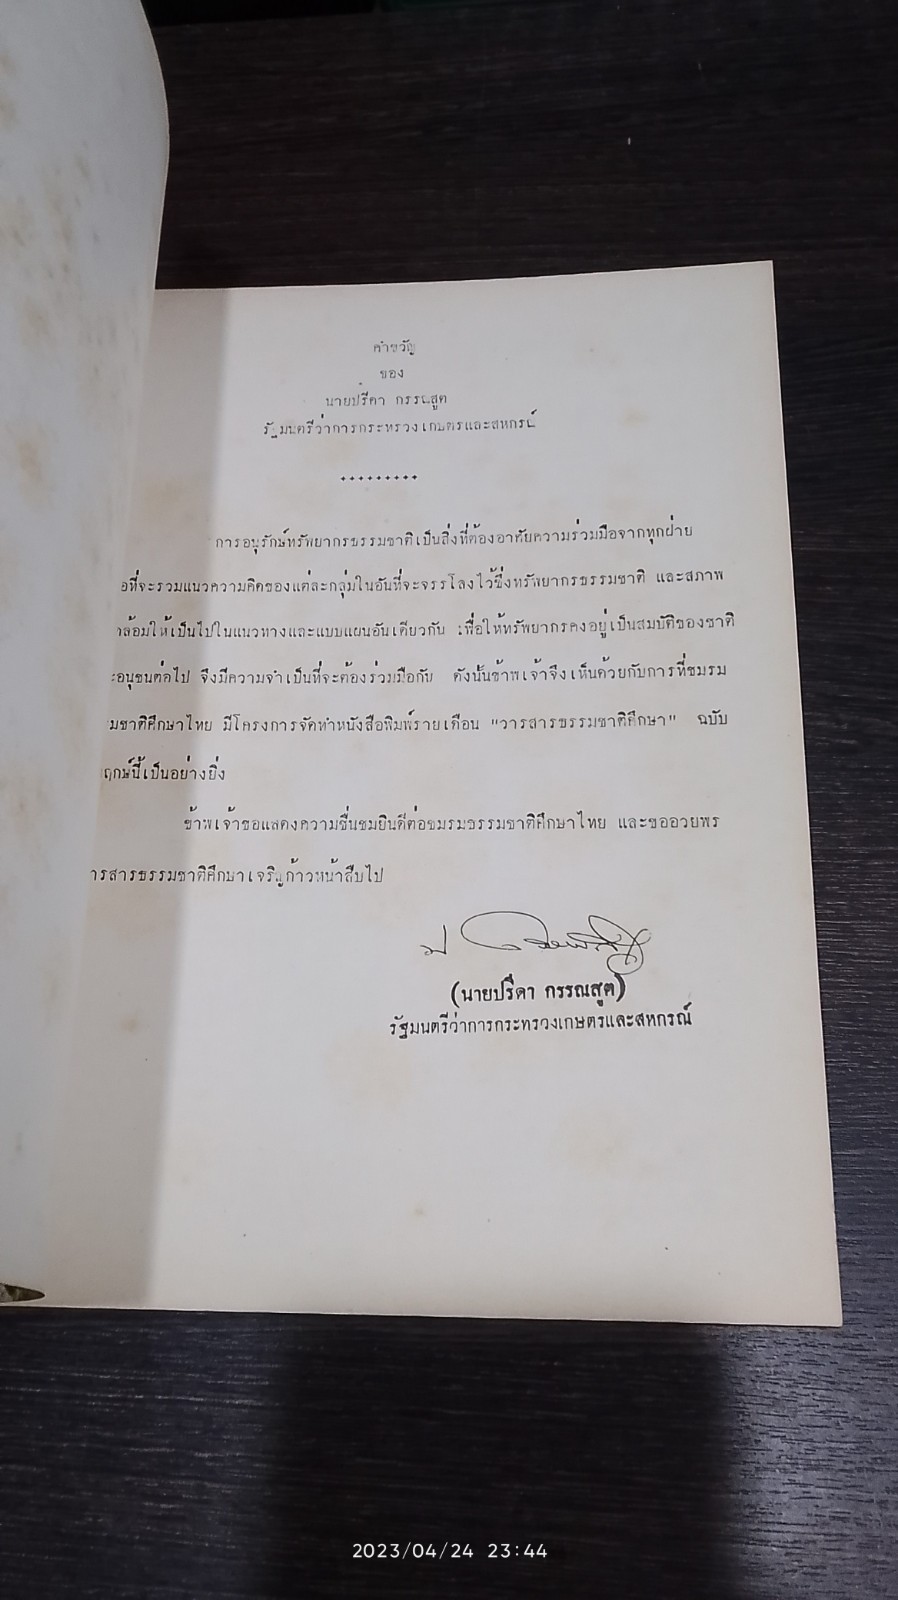 คำขวัญ
ของ
นายปรีดา กรรณสูต
รัฐมนตรีว่าการกระทรวงเกษตรและสหกรณ์
+++++++++
การอนุรักษ์ทรัพยากรธรรมชาติเป็นสิ่งที่ต้องอาศัยความร่วมมือจากทุกฝ่าย
อที่จะรวมแนวความคิดของแต่ละกลุ่มในอันที่จะจรรโลงไว้ซึ่งทรัพยากรธรรมชาติ และสภาพ
ล้อมให้เป็นไปในแนวทางและแบบแผนอันเดียวกัน เพื่อให้ทรัพยากรคงอยู่เป็นสมบัติของชาติ
ะอนุชนต่อไป จึงมีความจำเป็นที่จะต้องร่วมมือกัน ดังนั้นข้าพเจ้าจึงเห็นด้วยกับการที่ชมรม
มชาติศึกษาไทย มีโครงการจัดทำหนังสือพิมพ์รายเดือน "วารสารธรรมชาติศึกษา" ฉบับ
ฤกษ์นี้เป็นอย่างยิ่ง
ข้าพเจ้าขอแสดงความชื่นชมยินดีต่อชมรมธรรมชาติศึกษาไทย และขออวยพร
ารสารธรรมชาติศึกษาเจริญก้าวหน้าสืบไป
(นายปรีดา กรรณสูต)
รัฐมนตรีว่าการกระทรวงเกษตรและสหกรณ์
2023/04/24 23:44